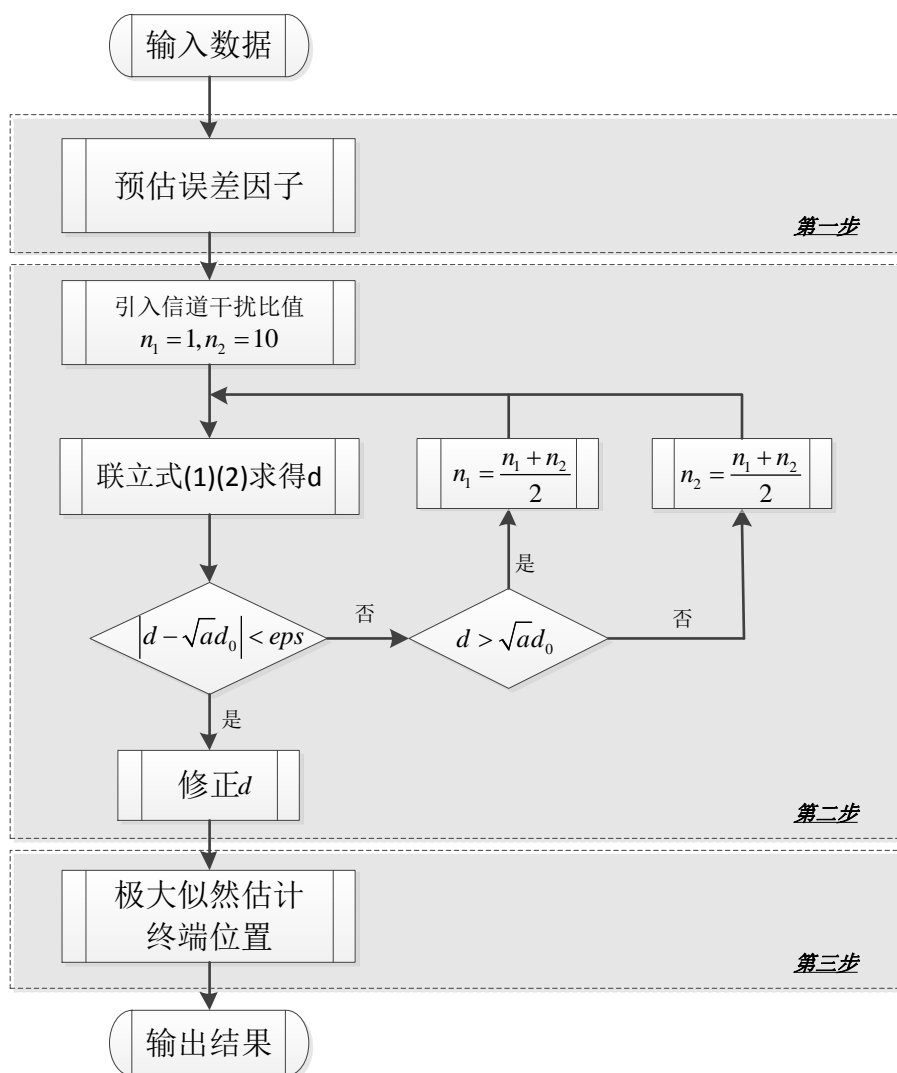 输入数据
预估误差因子
第一步
引入信道干扰比值
n₁ = 1, n₂ = 10
联立式(1)(2)求得d
n₁ = (n₁ + n₂) / 2
n₂ = (n₁ + n₂) / 2
是
|d − √a d₀| < eps
否
d > √a d₀
否
是
修正d
第二步
极大似然估计
终端位置
第三步
输出结果